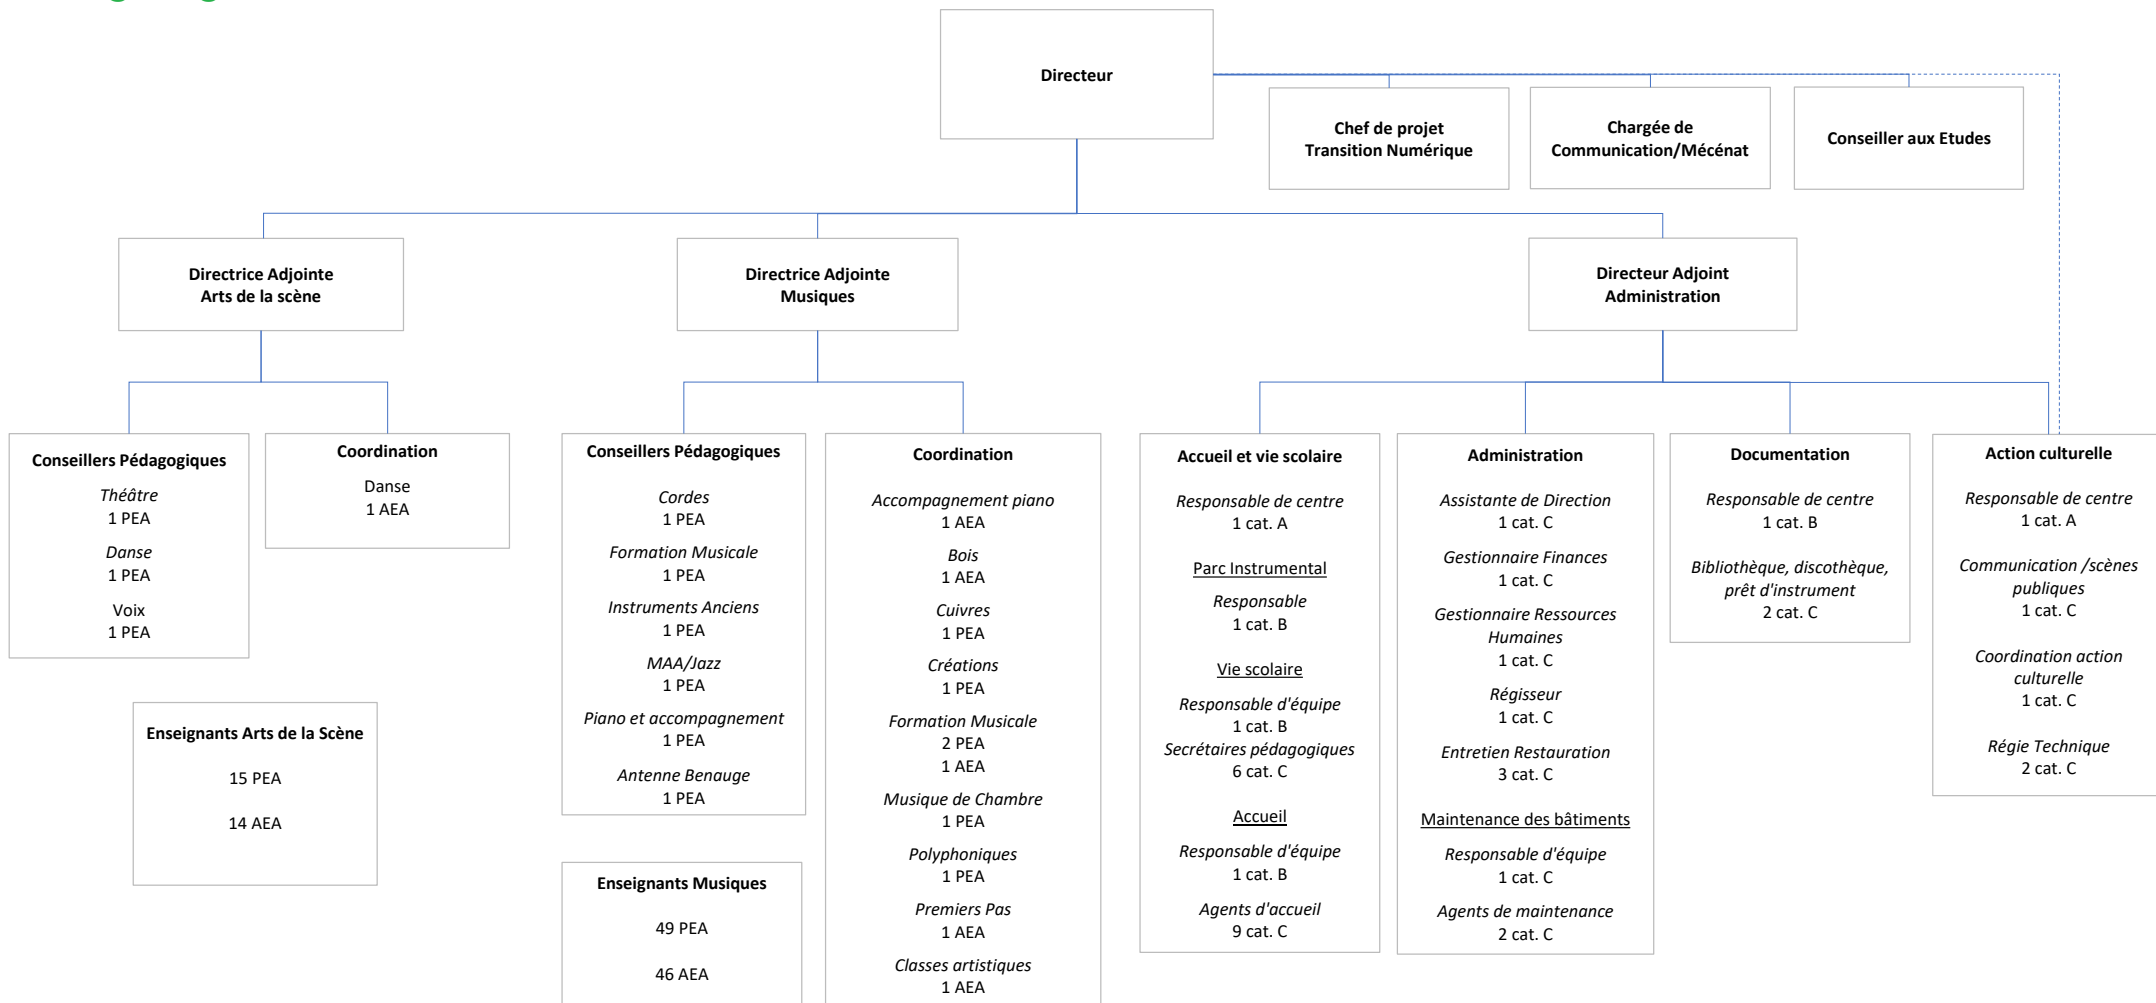 Directeur
Chef de projet
Transition Numérique
Chargée de
Communication/Mécénat
Conseiller aux Etudes
Directrice Adjointe
Arts de la scène
Directrice Adjointe
Musiques
Directeur Adjoint
Administration
Conseillers Pédagogiques
Théâtre
1 PEA
Danse
1 PEA
Voix
1 PEA
Coordination
Danse
1 AEA
Enseignants Arts de la Scène
15 PEA
14 AEA
Conseillers Pédagogiques
Cordes
1 PEA
Formation Musicale
1 PEA
Instruments Anciens
1 PEA
MAA/Jazz
1 PEA
Piano et accompagnement
1 PEA
Antenne Benauge
1 PEA
Enseignants Musiques
49 PEA
46 AEA
Coordination
Accompagnement piano
1 AEA
Bois
1 AEA
Cuivres
1 PEA
Créations
1 PEA
Formation Musicale
2 PEA
1 AEA
Musique de Chambre
1 PEA
Polyphoniques
1 PEA
Premiers Pas
1 AEA
Classes artistiques
1 AEA
Accueil et vie scolaire
Responsable de centre
1 cat. A
Parc Instrumental
Responsable
1 cat. B
Vie scolaire
Responsable d'équipe
1 cat. B
Secrétaires pédagogiques
6 cat. C
Accueil
Responsable d'équipe
1 cat. B
Agents d'accueil
9 cat. C
Administration
Assistante de Direction
1 cat. C
Gestionnaire Finances
1 cat. C
Gestionnaire Ressources
Humaines
1 cat. C
Régisseur
1 cat. C
Entretien Restauration
3 cat. C
Maintenance des bâtiments
Responsable d'équipe
1 cat. C
Agents de maintenance
2 cat. C
Documentation
Responsable de centre
1 cat. B
Bibliothèque, discothèque,
prêt d'instrument
2 cat. C
Action culturelle
Responsable de centre
1 cat. A
Communication /scènes
publiques
1 cat. C
Coordination action
culturelle
1 cat. C
Régie Technique
2 cat. C